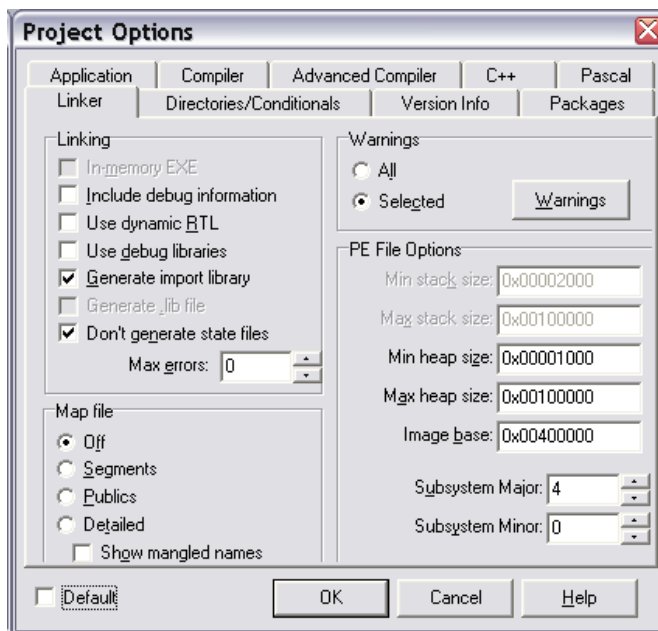 Project Options
Application Compiler Advanced Compiler C++ Pascal
Linker Directories/Conditionals Version Info Packages
Linking
In-memory EXE
Include debug information
Use dynamic RTL
Use debug libraries
Generate import library
Generate .lib file
Don't generate state files
Max errors: 0
Map file
Off
Segments
Publics
Detailed
Show mangled names
Warnings
All
Selected Warnings
PE File Options
Min stack size: 0x00002000
Max stack size: 0x00100000
Min heap size: 0x00001000
Max heap size: 0x00100000
Image base: 0x00400000
Subsystem Major: 4
Subsystem Minor: 0
Default OK Cancel Help